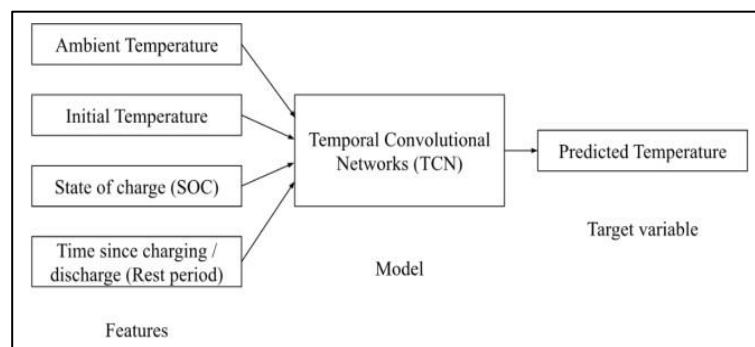 Ambient Temperature
Initial Temperature
State of charge (SOC)
Time since charging /
discharge (Rest period)
Features
Temporal Convolutional
Networks (TCN)
Model
Predicted Temperature
Target variable